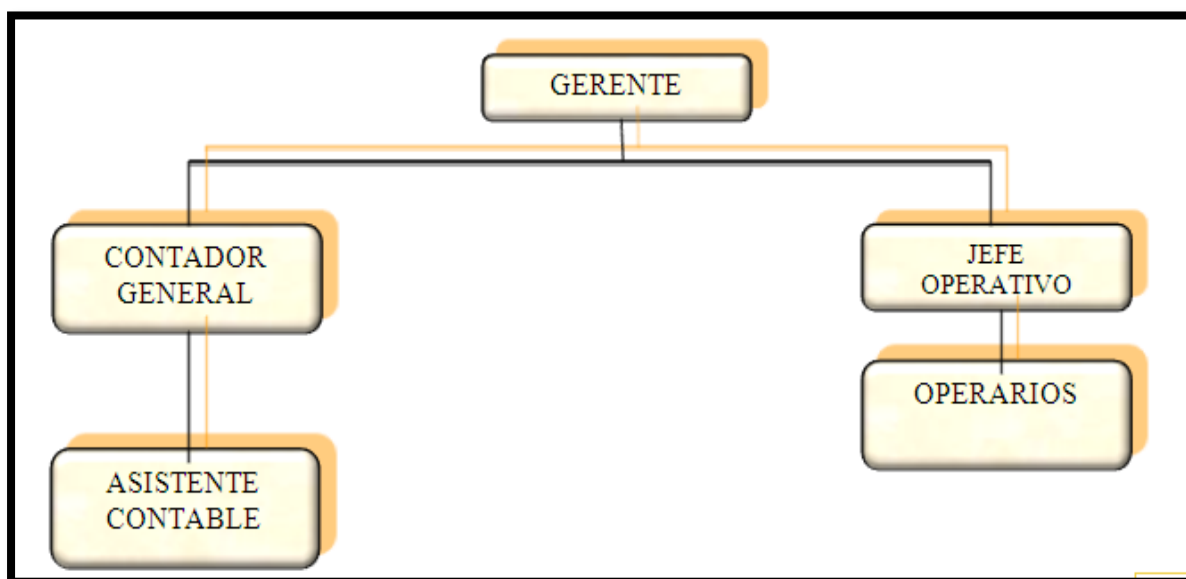 GERENTE
CONTADOR
GENERAL
JEFE
OPERATIVO
OPERARIOS
ASISTENTE
CONTABLE